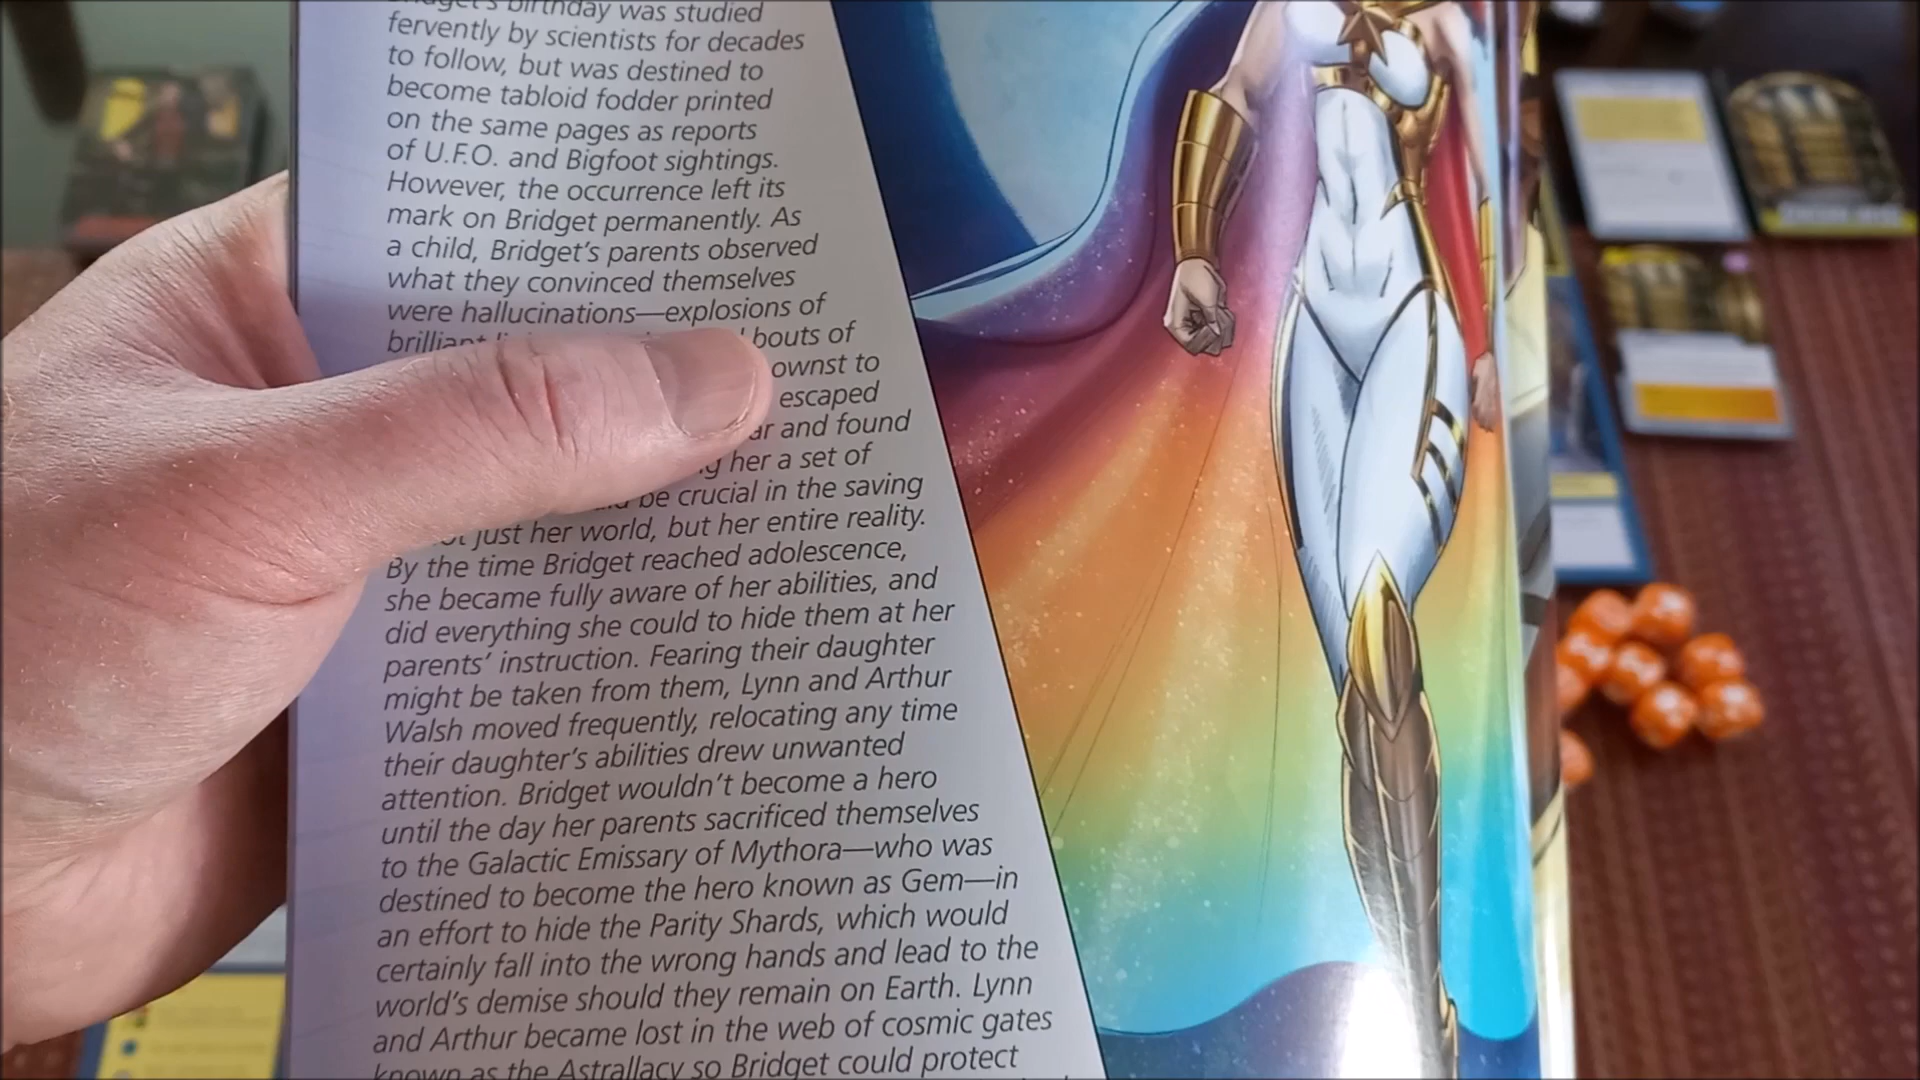 birthday was studied
fervently by scientists for decades
to follow, but was destined to
become tabloid fodder printed
on the same pages as reports
of U.F.O. and Bigfoot sightings.
However, the occurrence left its
mark on Bridget permanently. As
a child, Bridget's parents observed
what they convinced themselves
were hallucinations—explosions of
bouts of
to
escaped
and found
her a set of
be crucial in the saving
just her world, but her entire reality.
By the time Bridget reached adolescence,
she became fully aware of her abilities, and
did everything she could to hide them at her
parents' instruction. Fearing their daughter
might be taken from them, Lynn and Arthur
Walsh moved frequently, relocating any time
their daughter's abilities drew unwanted
attention. Bridget wouldn't become a hero
until the day her parents sacrificed themselves
to the Galactic Emissary of Mythora—who was
destined to become the hero known as Gem—in
an effort to hide the Parity Shards, which would
certainly fall into the wrong hands and lead to the
world's demise should they remain on Earth. Lynn
and Arthur became lost in the web of cosmic gates
known as the Astrallacy so Bridget could protect